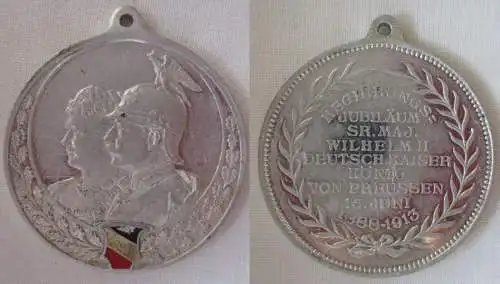 REGIERUNGS-
JUBILÄUM
SR. MAJ.
WILHELM II
DEUTSCH. KAISER
KÖNIG
VON PREUSSEN
15. JUNI
1888-1913